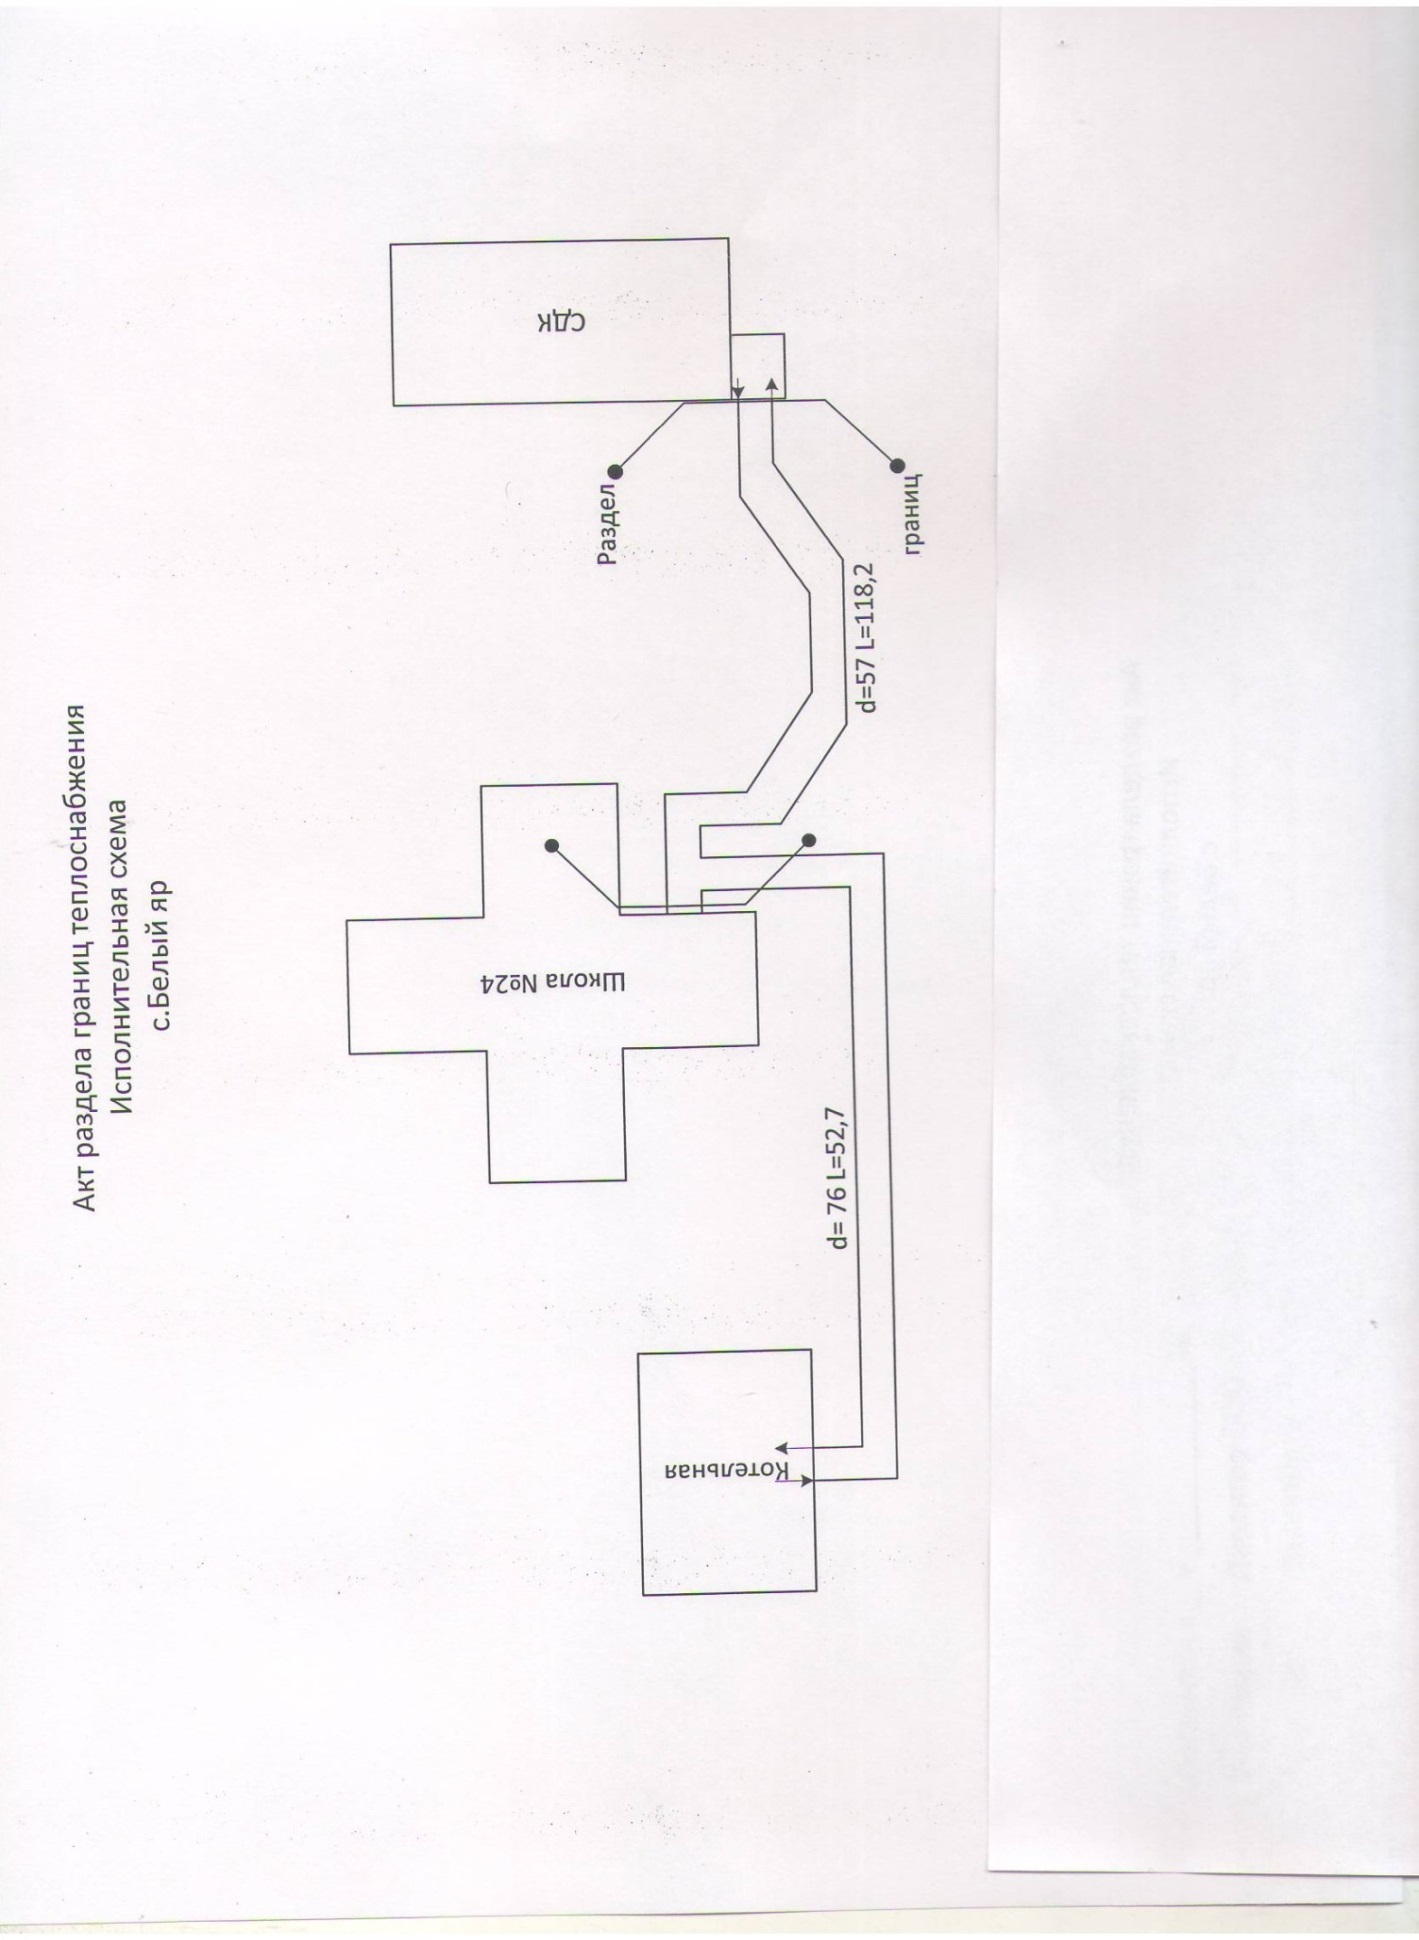 Акт раздела границ теплоснабжения
Исполнительная схема
с.Белый яр
Котельная
d= 76 L=52,7
Школа №24
d=57 L=118,2
Раздел
границ
СДК